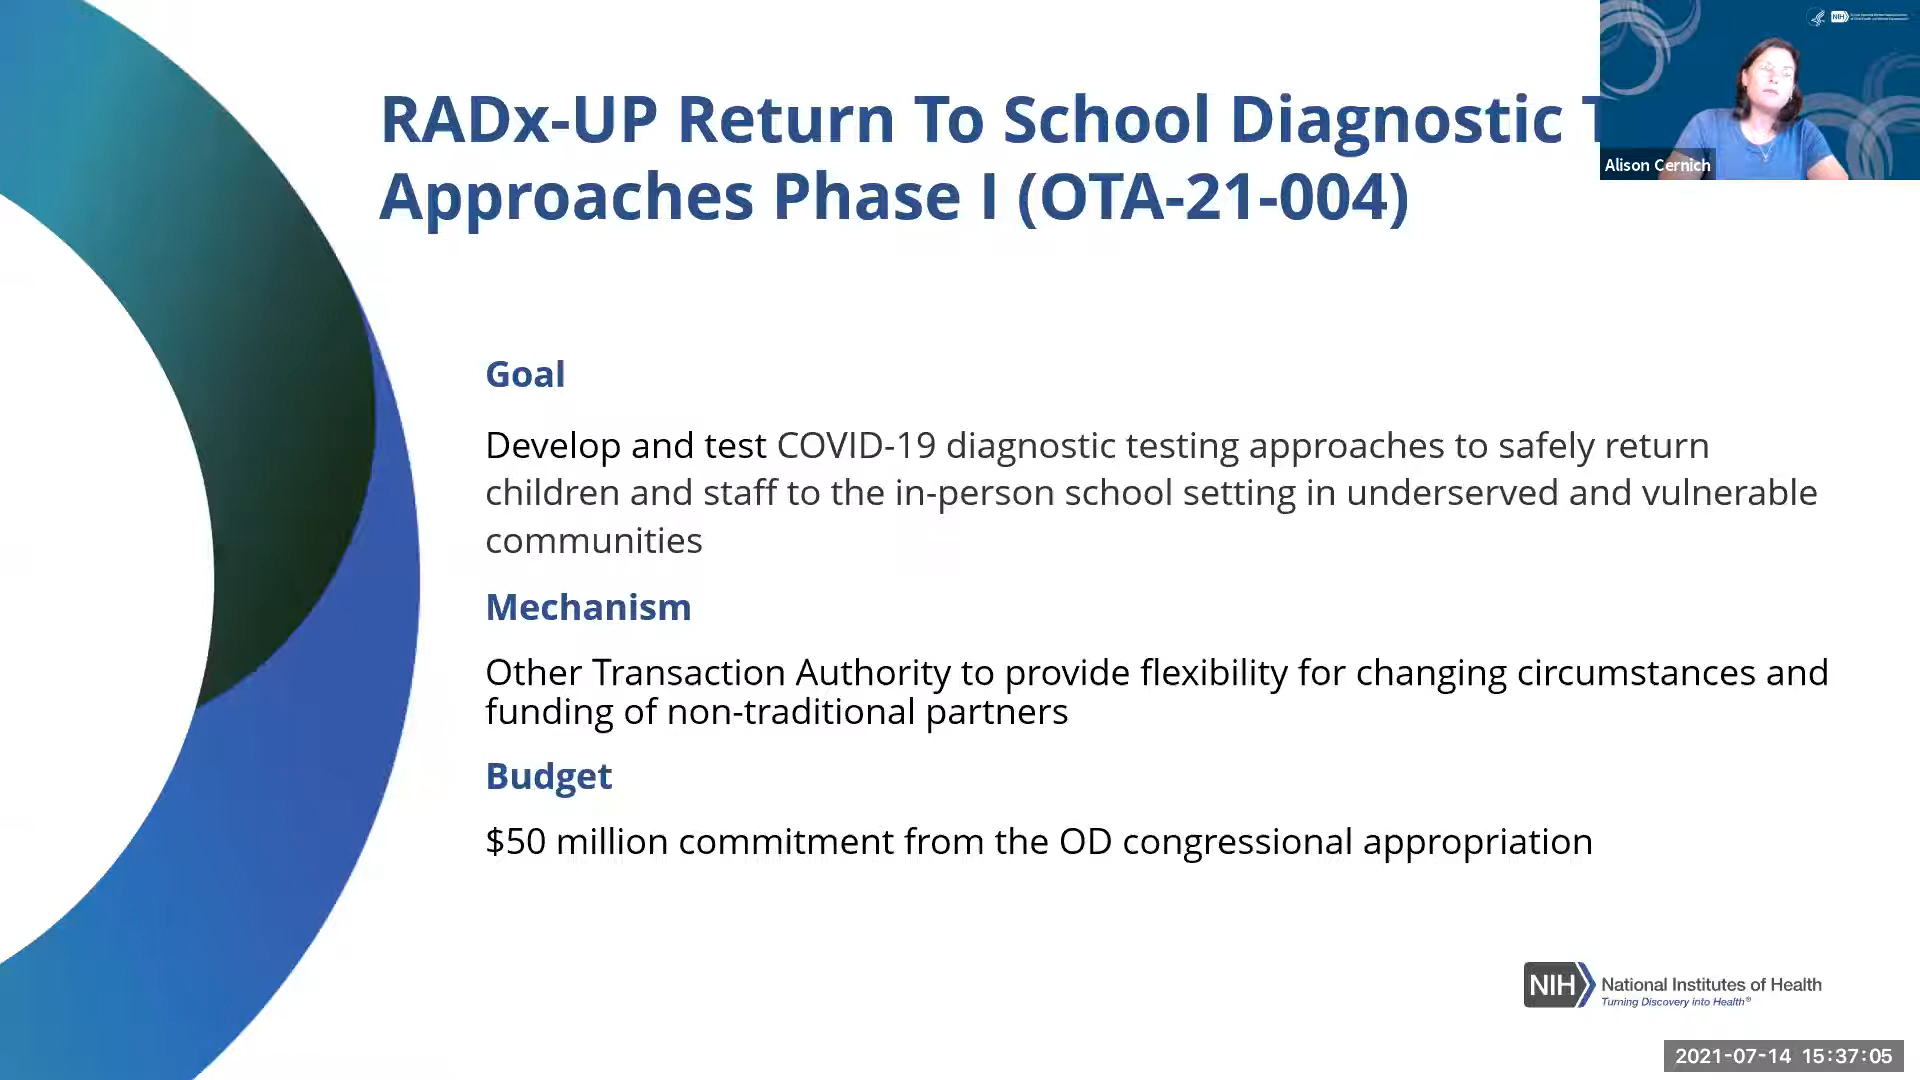 RADx-UP Return To School Diagnostic T
Approaches Phase I (OTA-21-004)
NIH
Alison Cernich
Goal
Develop and test COVID-19 diagnostic testing approaches to safely return
children and staff to the in-person school setting in underserved and vulnerable
communities
Mechanism
Other Transaction Authority to provide flexibility for changing circumstances and
funding of non-traditional partners
Budget
$50 million commitment from the OD congressional appropriation
NIH National Institutes of Health
Turning Discovery Into Health®
2021-07-14 15:37:05